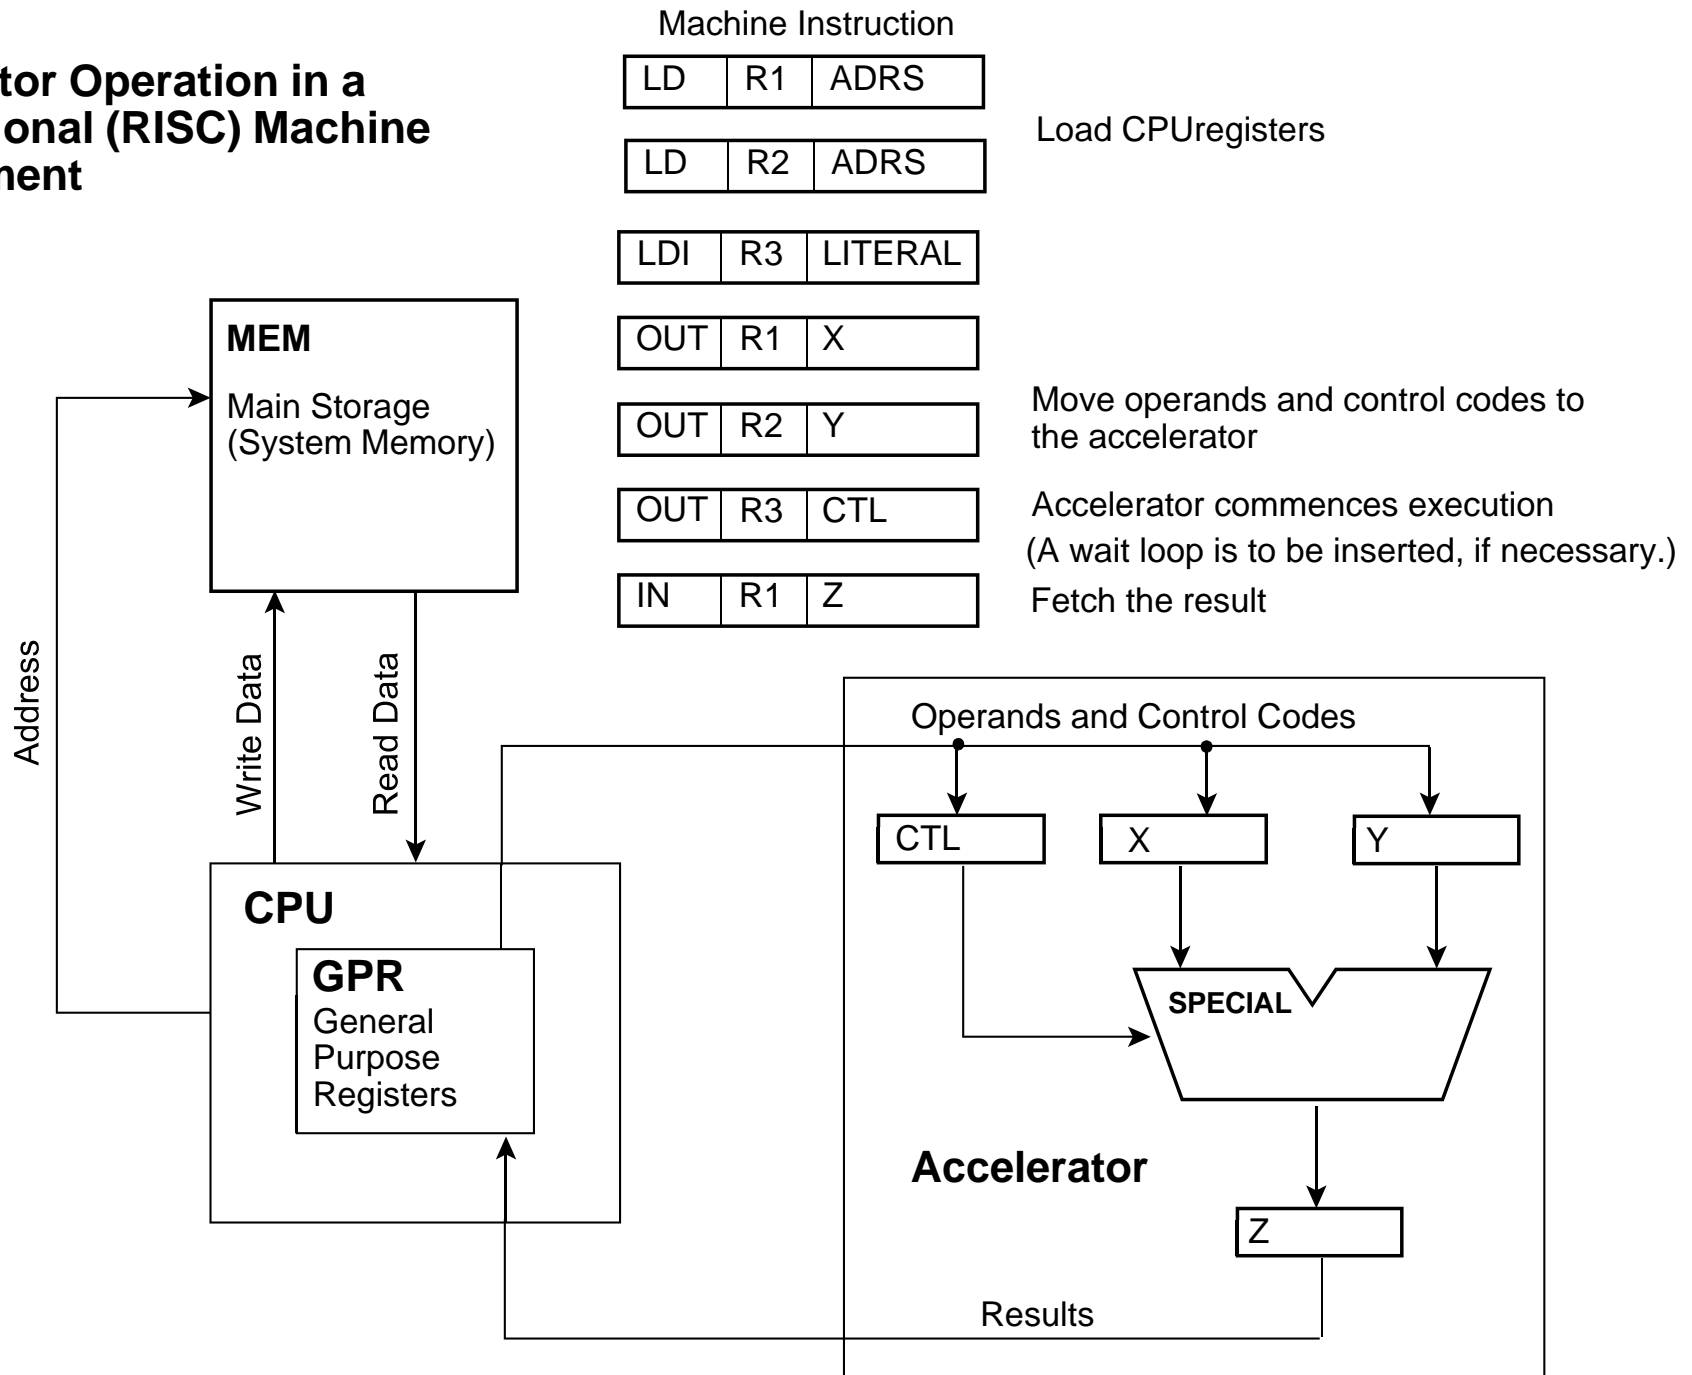 Machine Instruction
tor Operation in a
ional (RISC) Machine
ment
LD R1 ADRS
LD R2 ADRS
Load CPUregisters
LDI R3 LITERAL
OUT R1 X
OUT R2 Y
Move operands and control codes to
the accelerator
OUT R3 CTL
Accelerator commences execution
(A wait loop is to be inserted, if necessary.)
IN R1 Z
Fetch the result
MEM
Main Storage
(System Memory)
Address
Write Data
Read Data
CPU
GPR
General
Purpose
Registers
Operands and Control Codes
CTL
X
Y
SPECIAL
Accelerator
Z
Results